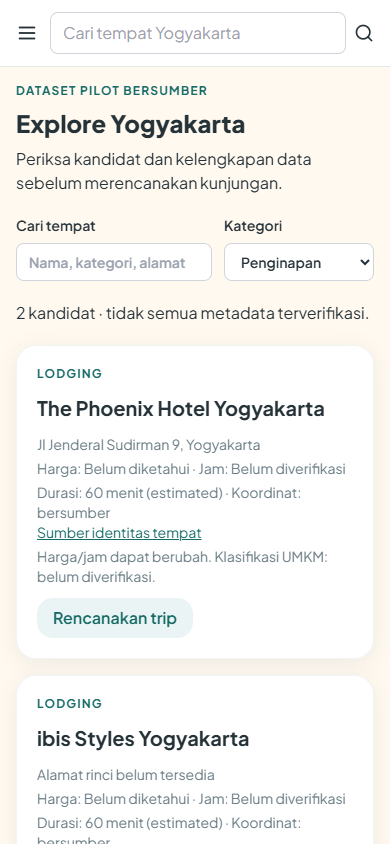 Cari tempat Yogyakarta
DATASET PILOT BERSUMBER
Explore Yogyakarta
Periksa kandidat dan kelengkapan data
sebelum merencanakan kunjungan.
Cari tempat
Kategori
Nama, kategori, alamat
Penginapan
2 kandidat · tidak semua metadata terverifikasi.
LODGING
The Phoenix Hotel Yogyakarta
Jl Jenderal Sudirman 9, Yogyakarta
Harga: Belum diketahui · Jam: Belum diverifikasi
Durasi: 60 menit (estimated) · Koordinat:
bersumber
Sumber identitas tempat
Harga/jam dapat berubah. Klasifikasi UMKM:
belum diverifikasi.
Rencanakan trip
LODGING
ibis Styles Yogyakarta
Alamat rinci belum tersedia
Harga: Belum diketahui · Jam: Belum diverifikasi
Durasi: 60 menit (estimated) · Koordinat:
bersumber